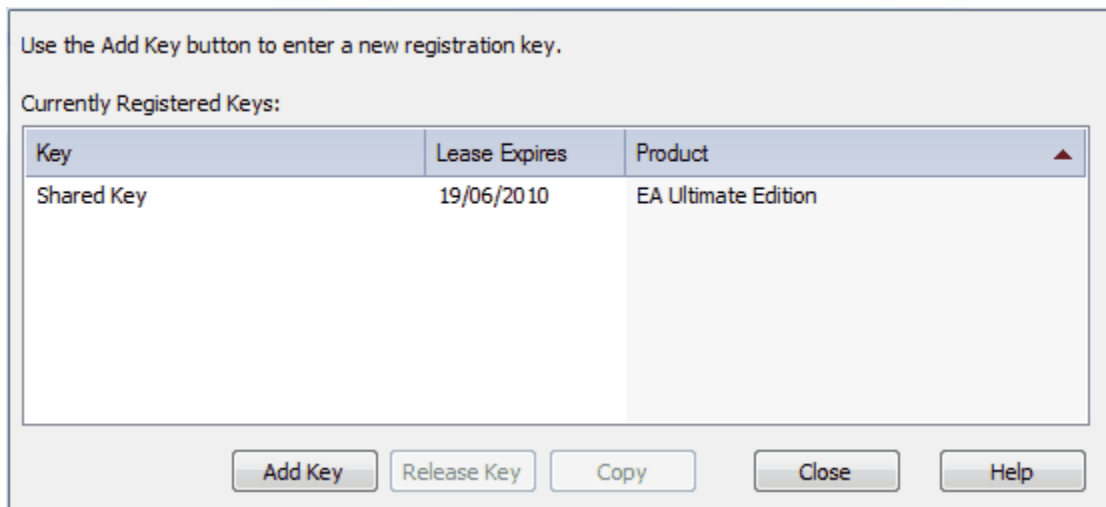 Use the Add Key button to enter a new registration key.
Currently Registered Keys:
Key Lease Expires Product
Shared Key 19/06/2010 EA Ultimate Edition
Add Key Release Key Copy Close Help